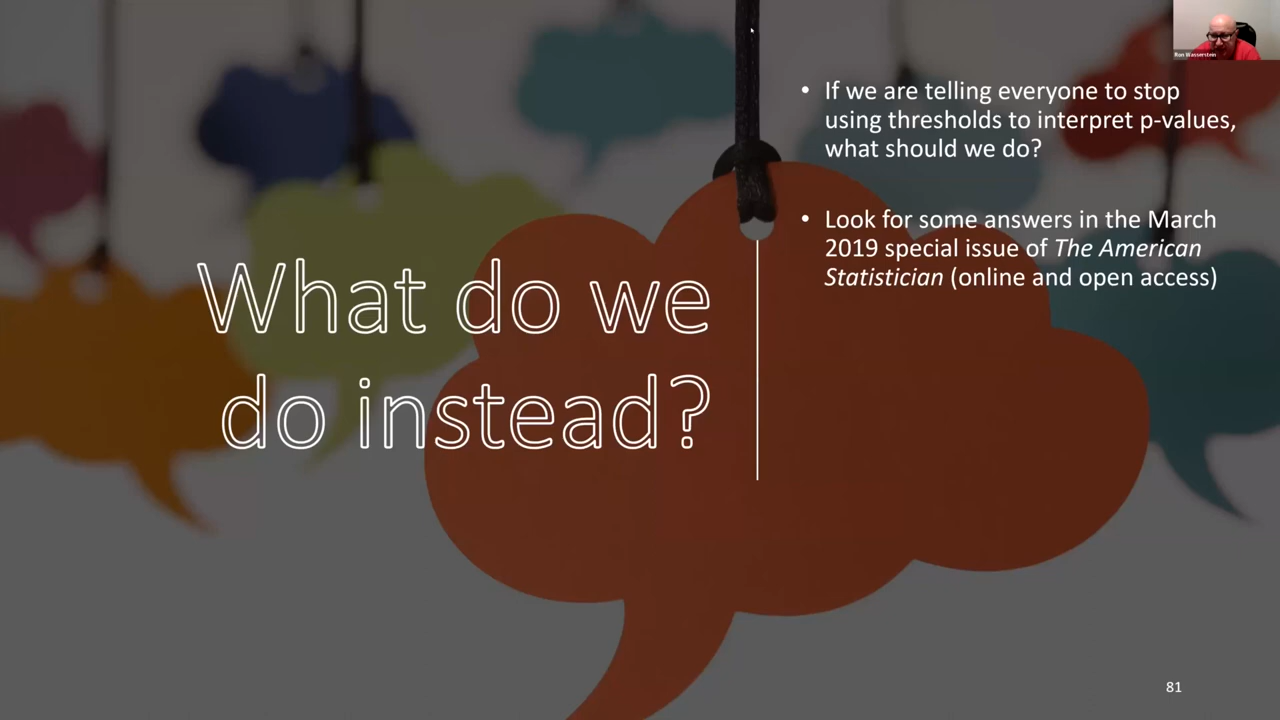 Ron Wasserstein
What do we
do instead?
• If we are telling everyone to stop
using thresholds to interpret p-values,
what should we do?
• Look for some answers in the March
2019 special issue of The American
Statistician (online and open access)
81